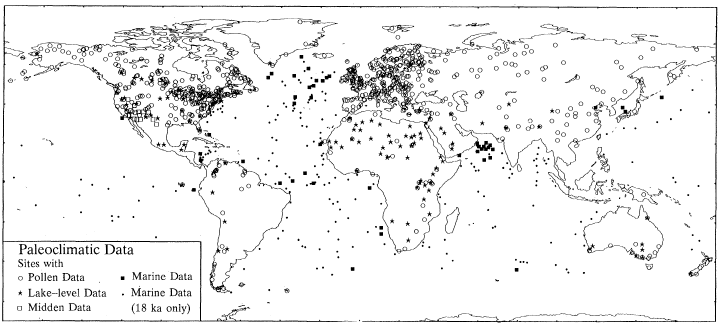 Paleoclimatic Data
Sites with
Pollen Data
Marine Data
Lake-level Data
Marine Data
Midden Data
(18 ka only)